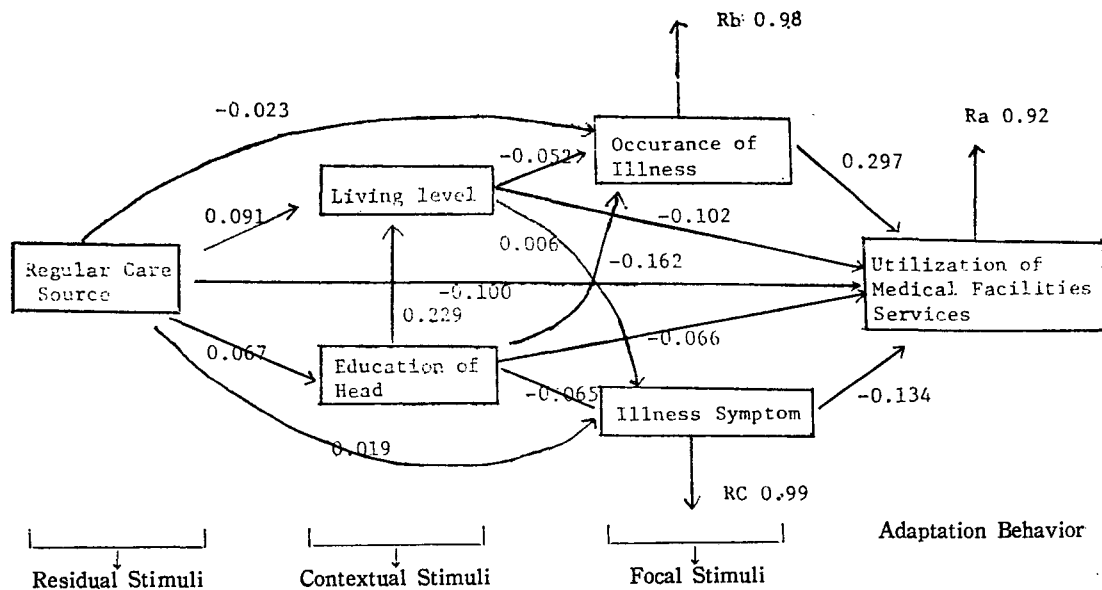 Rb 0.98
-0.023
Ra 0.92
Occurance of
Illness
-0.052
0.297
Living level
0.091
-0.102
0.006
Regular Care
Source
-0.162
Utilization of
Medical Facilities
Services
-0.100
0.229
0.067
-0.066
Education of
Head
-0.065
Illness Symptom
-0.134
0.019
RC 0.99
Adaptation Behavior
Residual Stimuli
Contextual Stimuli
Focal Stimuli